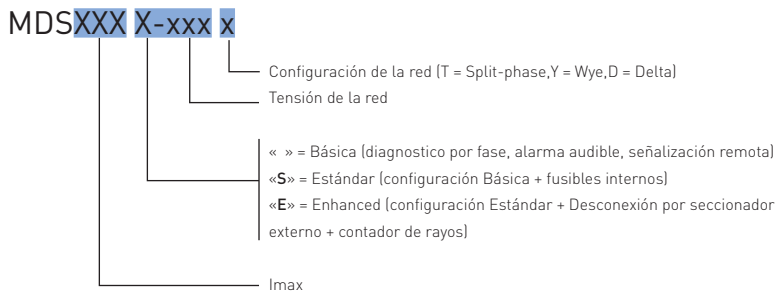 MDSXXX X-xxx x
Configuración de la red (T = Split-phase,Y = Wye,D = Delta)
Tensión de la red
«  » = Básica (diagnostico por fase, alarma audible, señalización remota)
«S» = Estándar (configuración Básica + fusibles internos)
«E» = Enhanced (configuración Estándar + Desconexión por seccionador
externo + contador de rayos)
Imax